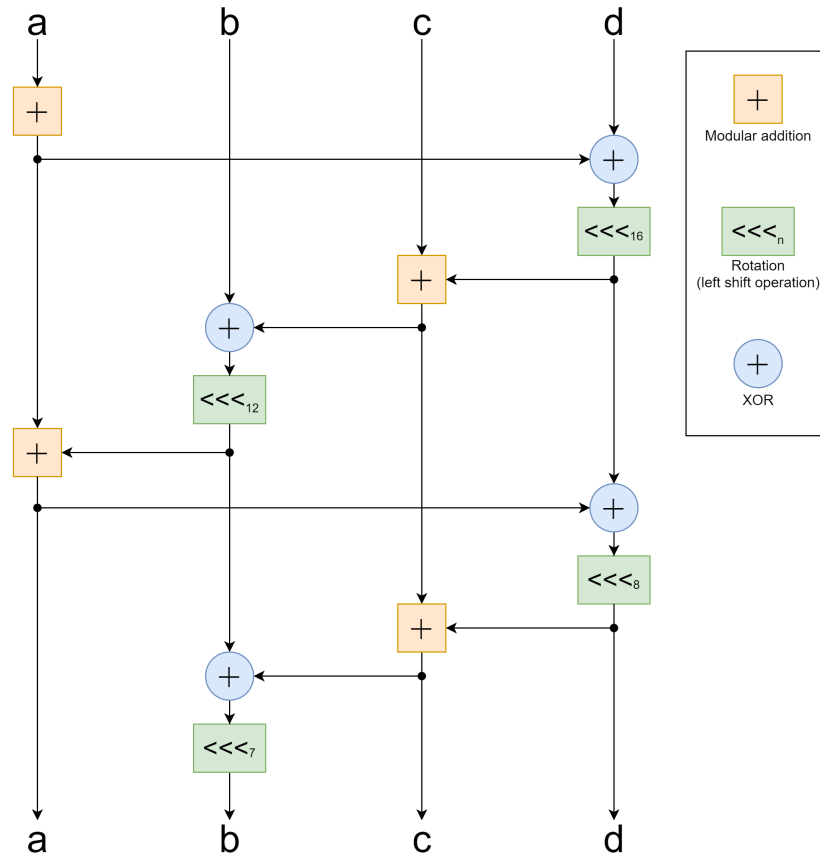 a b c d
+
Modular addition
+
+
<<<16
<<<n
Rotation
(left shift operation)
+
+
+
XOR
<<<12
+
+
<<<8
+
+
<<<7
a b c d